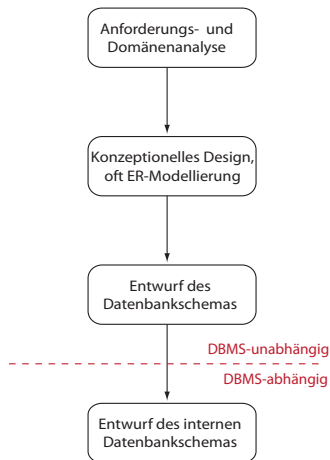 Anforderungs- und
Domänenanalyse
Konzeptionelles Design,
oft ER-Modellierung
Entwurf des
Datenbankschemas
DBMS-unabhängig
DBMS-abhängig
Entwurf des internen
Datenbankschemas